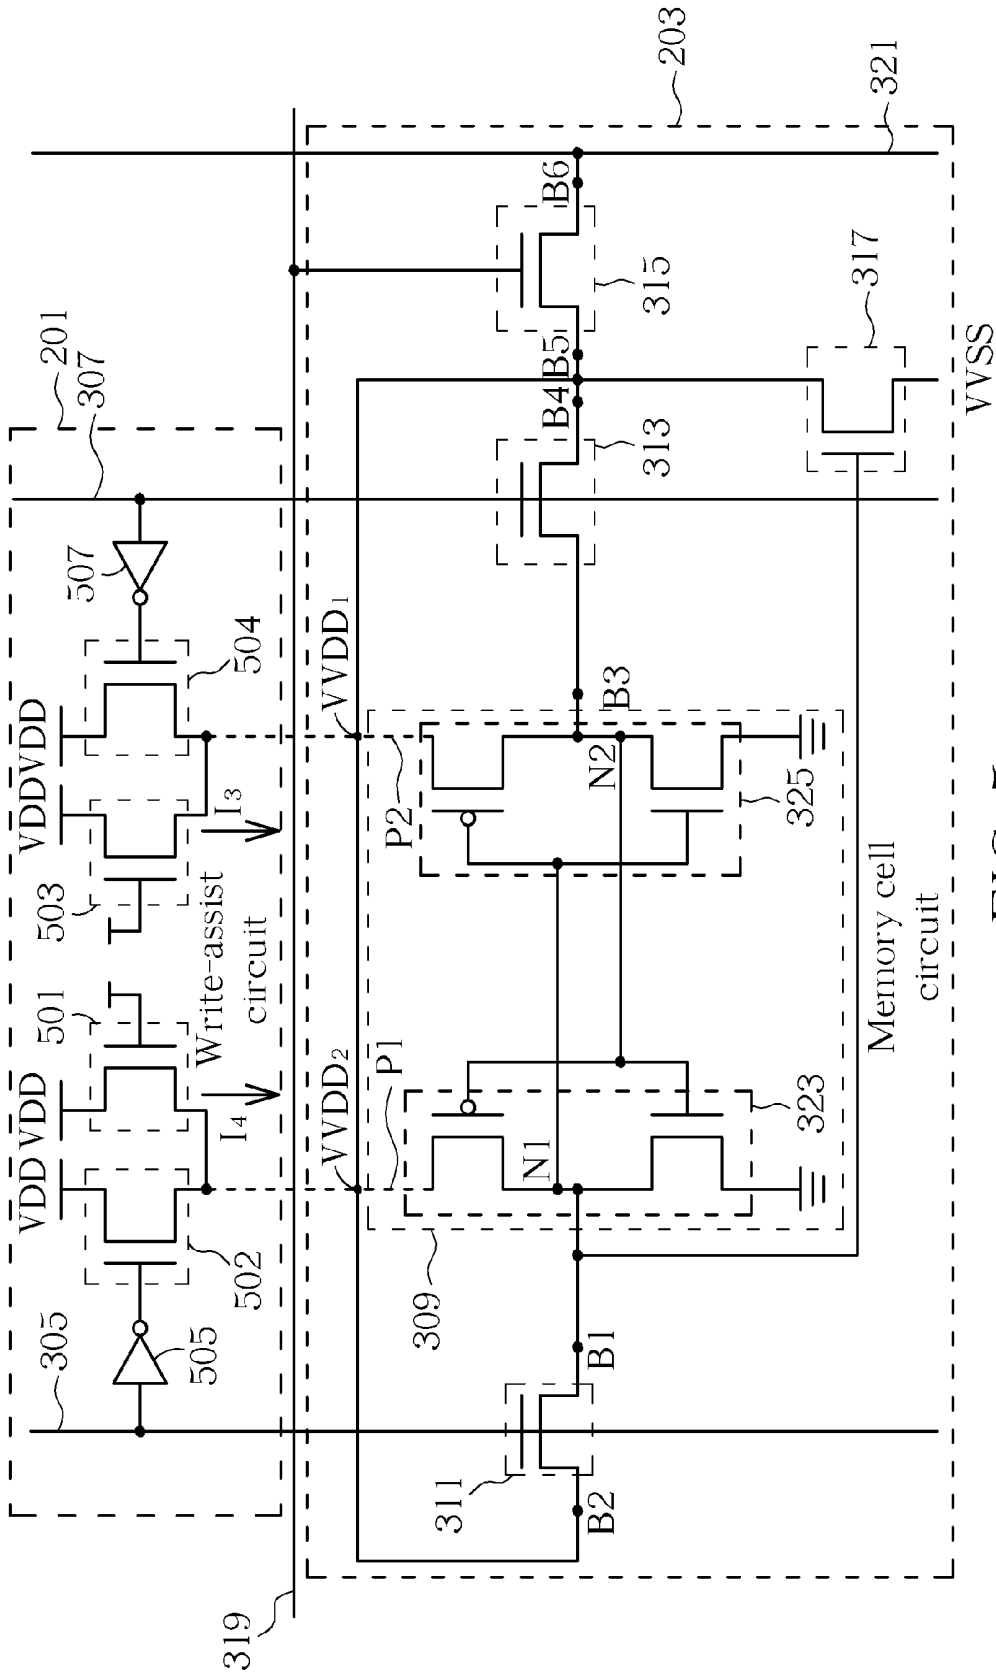 319
305
505
502
VDD
VDD
501
503
VDD
VDD
504
507
307
201
I4
Write-assist
circuit
I3
VVDD2
VVDD1
P1
P2
309
311
B2
B1
N1
N2
B3
B4
B5
B6
313
315
323
325
317
203
321
Memory cell
circuit
VVSS